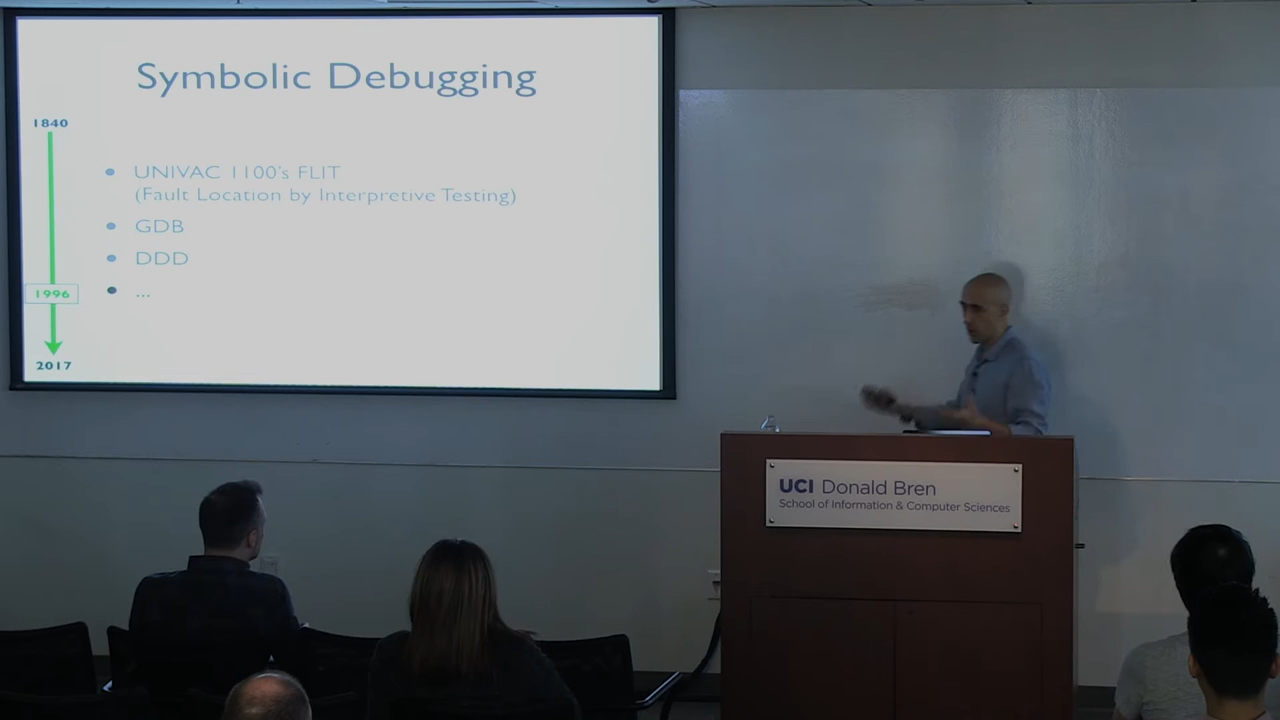 Symbolic Debugging
1840
UNIVAC 1100's FLIT
(Fault Location by Interpretive Testing)
GDB
DDD
...
1996
2017
UCI Donald Bren
School of Information & Computer Sciences